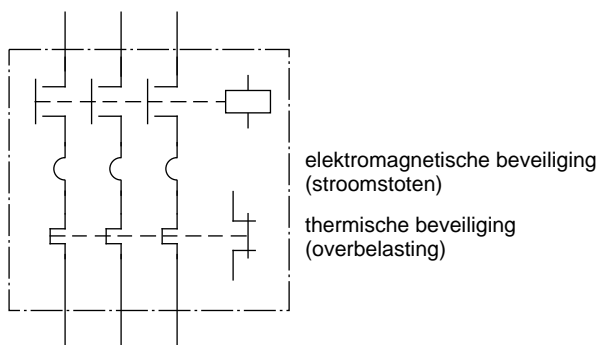 elektromagnetische beveiliging
(stroomstoten)
thermische beveiliging
(overbelasting)